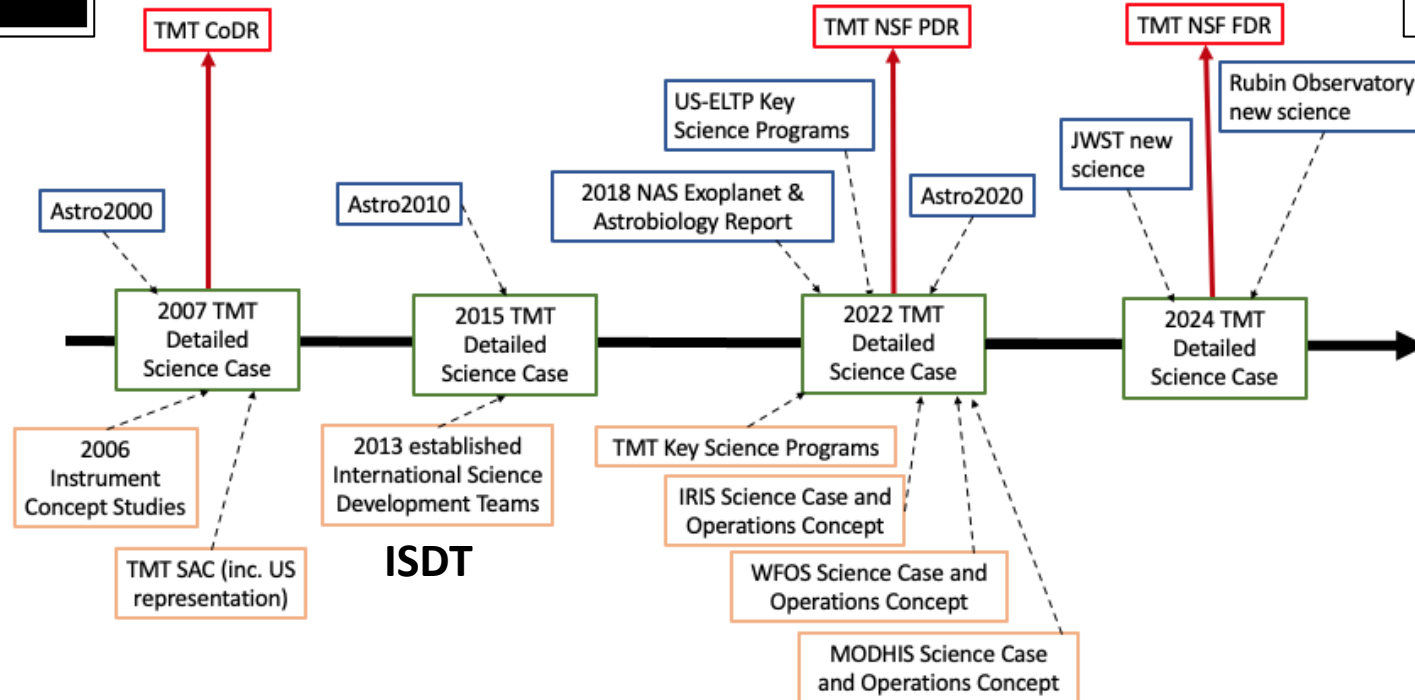 TMT CoDR
TMT NSF PDR
TMT NSF FDR
US-ELTP Key
Science Programs
Rubin Observatory
new science
JWST new
science
Astro2000
Astro2010
2018 NAS Exoplanet &
Astrobiology Report
Astro2020
2007 TMT
Detailed
Science Case
2015 TMT
Detailed
Science Case
2022 TMT
Detailed
Science Case
2024 TMT
Detailed
Science Case
2006
Instrument
Concept Studies
TMT SAC (inc. US
representation)
2013 established
International Science
Development Teams
ISDT
TMT Key Science Programs
IRIS Science Case and
Operations Concept
WFOS Science Case and
Operations Concept
MODHIS Science Case
and Operations Concept